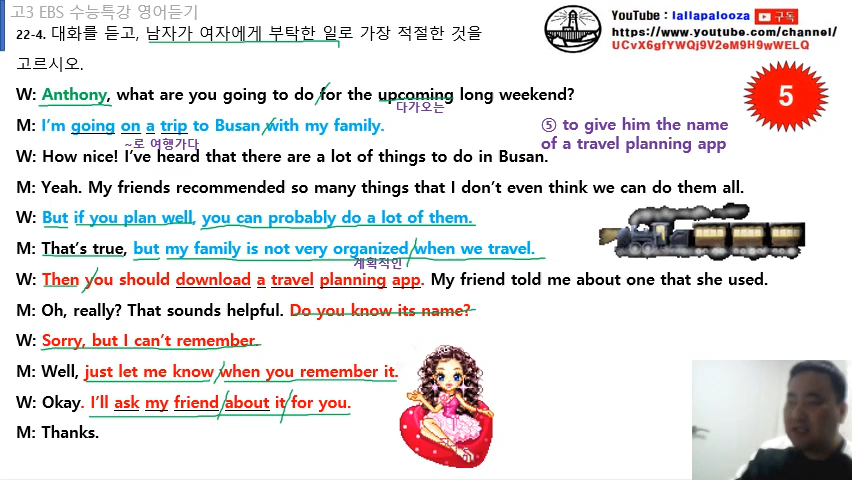 고3 EBS 수능특강 영어듣기
22-4. 대화를 듣고, 남자가 여자에게 부탁한 일로 가장 적절한 것을
고르시오.
YouTube : lallapalooza 구독
https://www.youtube.com/channel/
UCvX6gfYWQj9V2eM9H9wWELQ
5
W: Anthony, what are you going to do for the upcoming long weekend?
다가오는
M: I'm going on a trip to Busan with my family.
~로 여행가다
⑤ to give him the name
of a travel planning app
W: How nice! I've heard that there are a lot of things to do in Busan.
M: Yeah. My friends recommended so many things that I don't even think we can do them all.
W: But if you plan well, you can probably do a lot of them.
M: That's true, but my family is not very organized when we travel.
계획적인
W: Then you should download a travel planning app. My friend told me about one that she used.
M: Oh, really? That sounds helpful. Do you know its name?
W: Sorry, but I can't remember.
M: Well, just let me know when you remember it.
W: Okay. I'll ask my friend about it for you.
M: Thanks.